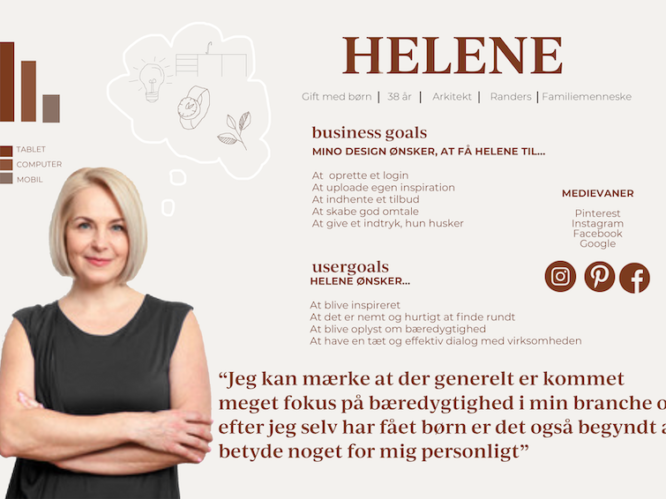 HELENE
Gift med børn | 38 år | Arkitekt | Randers | Familiemenneske
business goals
MINO DESIGN ØNSKER, AT FÅ HELENE TIL...
At oprette et login
At uploade egen inspiration
At indhente et tilbud
At skabe god omtale
At give et indtryk, hun husker
TABLET
COMPUTER
MOBIL
MEDIEVANER
Pinterest
Instagram
Facebook
Google
usergoals
HELENE ØNSKER...
At blive inspireret
At det er nemt og hurtigt at finde rundt
At blive oplyst om bæredygtighed
At have en tæt og effektiv dialog med virksomheden
“Jeg kan mærke at der generelt er kommet
meget fokus på bæredygtighed i min branche
efter jeg selv har fået børn er det også begyndt
betyde noget for mig personligt”